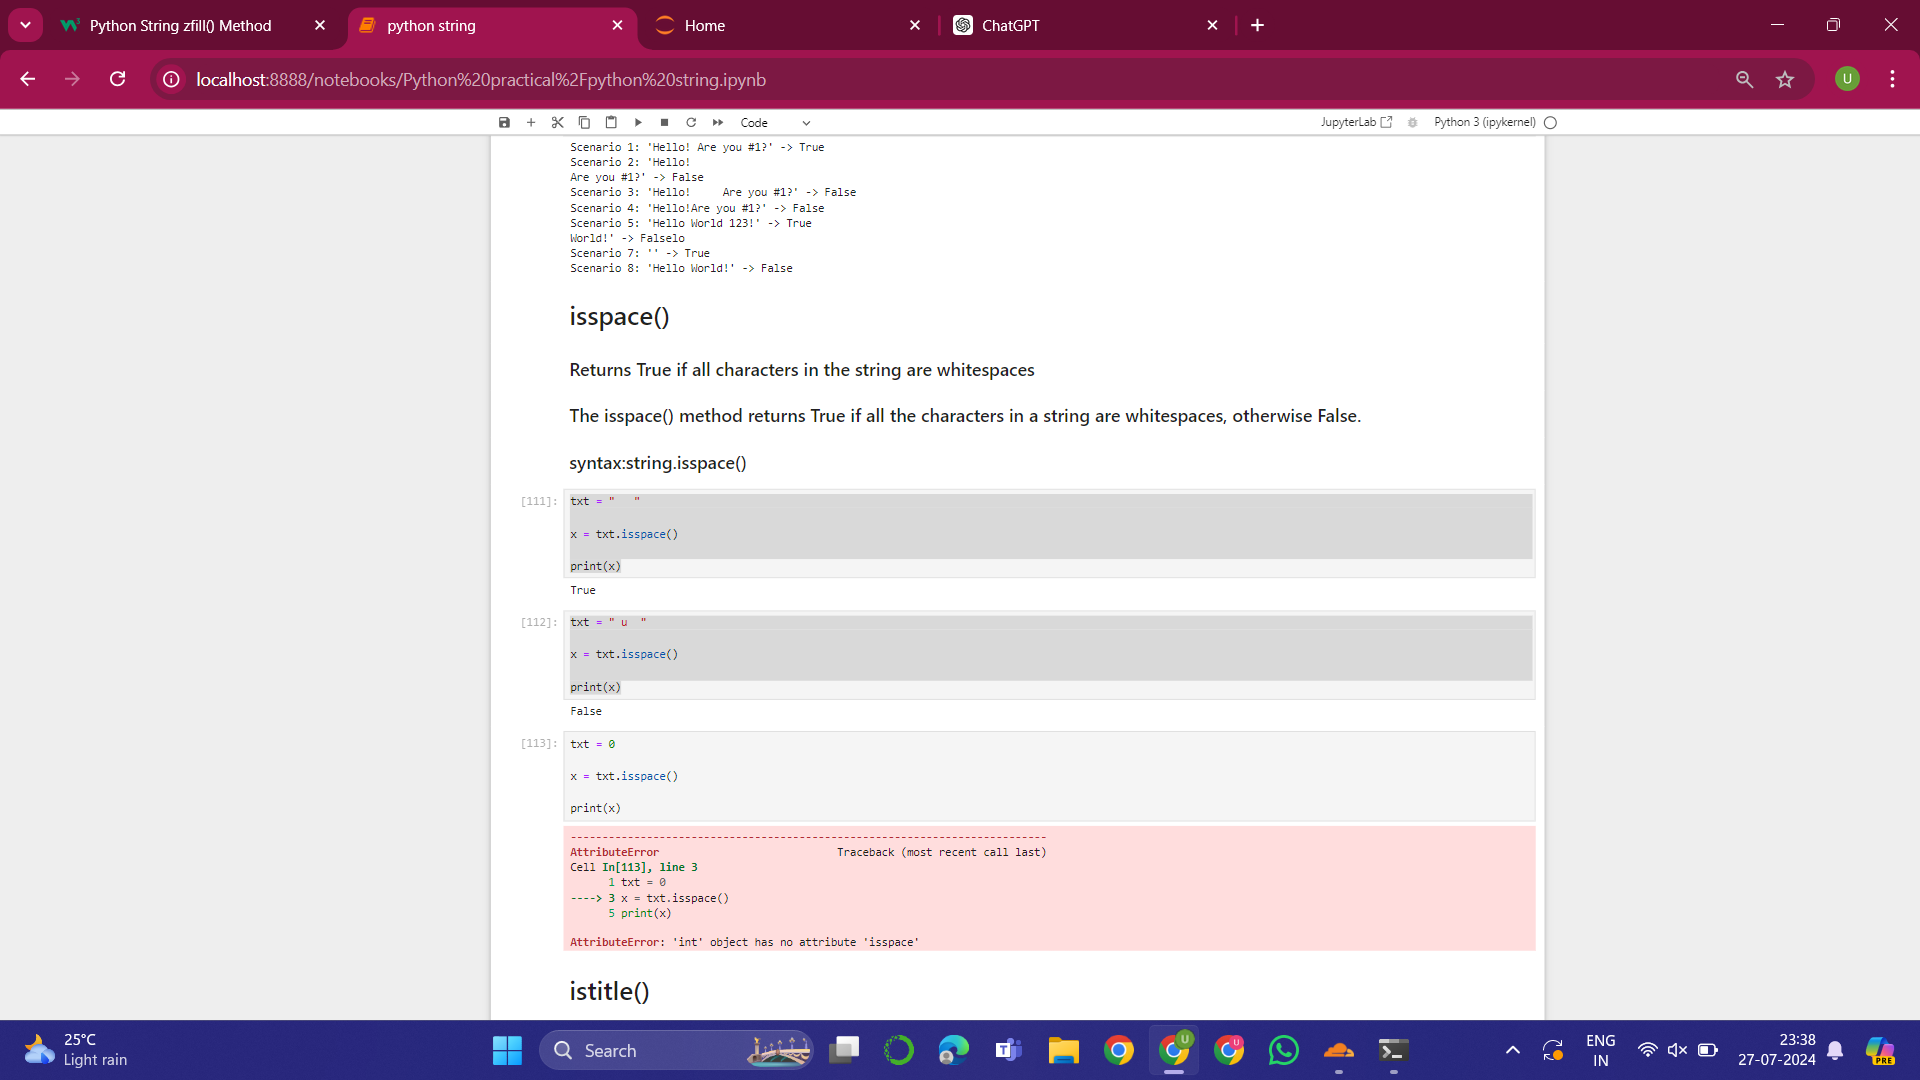 Python String zfill() Method
python string
Home
ChatGPT
localhost:8888/notebooks/Python%20practical%2Fpython%20string.ipynb
U
Code
JupyterLab
Python 3 (ipykernel)
Scenario 1: 'Hello! Are you #1?' -> True
Scenario 2: 'Hello!
Are you #1?' -> False
Scenario 3: 'Hello!     Are you #1?' -> False
Scenario 4: 'Hello!Are you #1?' -> False
Scenario 5: 'Hello World 123!' -> True
World!' -> Falselo
Scenario 7: '' -> True
Scenario 8: 'Hello World!' -> False
isspace()
Returns True if all characters in the string are whitespaces
The isspace() method returns True if all the characters in a string are whitespaces, otherwise False.
syntax:string.isspace()
[111]: txt = "   "
x = txt.isspace()
print(x)
True
[112]: txt = " u  "
x = txt.isspace()
print(x)
False
[113]: txt = 0
x = txt.isspace()
print(x)
---------------------------------------------------------------------------
AttributeError                            Traceback (most recent call last)
Cell In[113], line 3
      1 txt = 0
----> 3 x = txt.isspace()
      5 print(x)
AttributeError: 'int' object has no attribute 'isspace'
istitle()
25°C
Light rain
Search
U
U
ENG
IN
23:38
27-07-2024
PRE